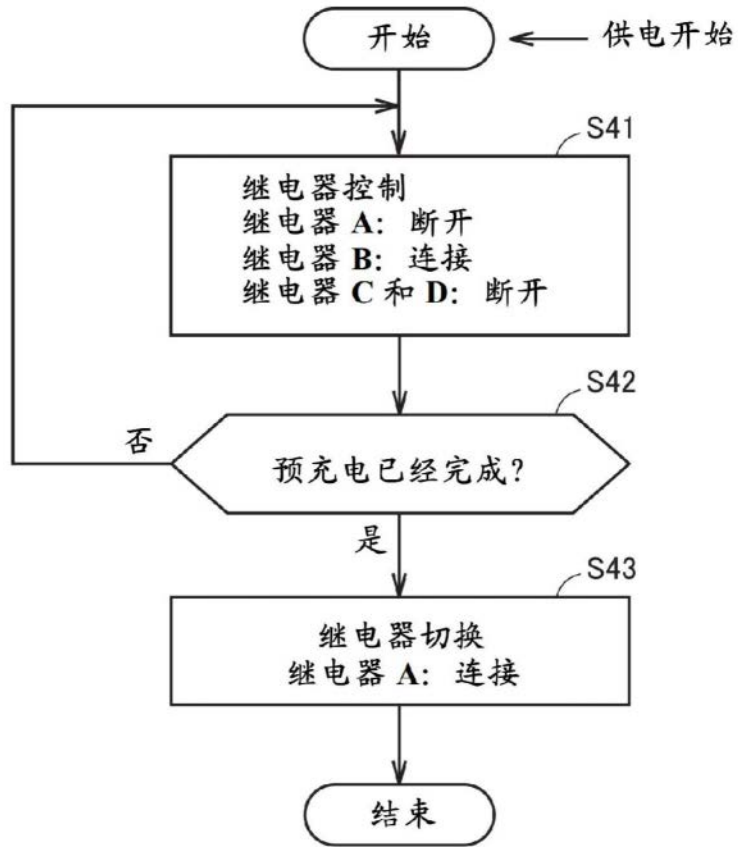 开始
供电开始
S41
继电器控制
继电器 A: 断开
继电器 B: 连接
继电器 C 和 D: 断开
S42
否
预充电已经完成?
是
S43
继电器切换
继电器 A: 连接
结束